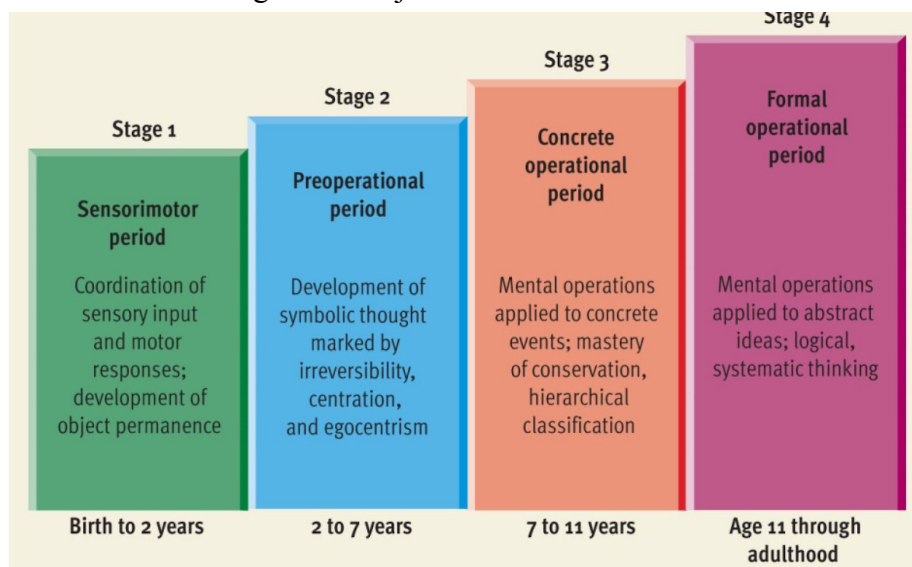 Stage 1
Sensorimotor
period
Coordination of
sensory input
and motor
responses;
development of
object permanence
Birth to 2 years
Stage 2
Preoperational
period
Development of
symbolic thought
marked by
irreversibility,
centration,
and egocentrism
2 to 7 years
Stage 3
Concrete
operational
period
Mental operations
applied to concrete
events; mastery
of conservation,
hierarchical
classification
7 to 11 years
Stage 4
Formal
operational
period
Mental operations
applied to abstract
ideas; logical,
systematic thinking
Age 11 through
adulthood